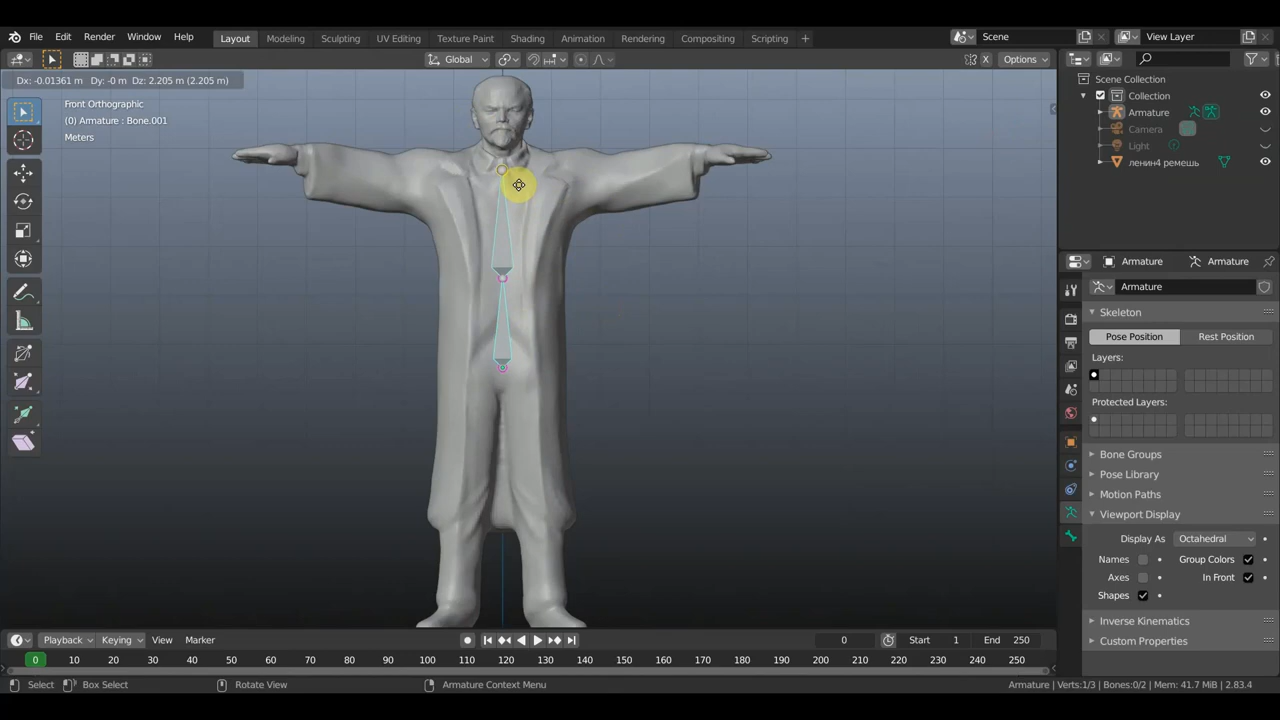 File Edit Render Window Help Layout Modeling Sculpting UV Editing Texture Paint Shading Animation Rendering Compositing Scripting + Scene View Layer
Global X Options
Dx: -0.01361 m Dy: -0 m Dz: 2.205 m (2.205 m)
Front Orthographic
(0) Armature : Bone.001
Meters
Scene Collection
Collection
Armature
Camera
Light
ленин4 ремешь
Armature Armature
Armature
Skeleton
Pose Position Rest Position
Layers:
Protected Layers:
Bone Groups
Pose Library
Motion Paths
Viewport Display
Display As Octahedral
Names Group Colors
Axes In Front
Shapes
Inverse Kinematics
Custom Properties
Playback Keying View Marker 0 Start 1 End 250
0 10 20 30 40 50 60 70 80 90 100 110 120 130 140 150 160 170 180 190 200 210 220 230 240 250
Select Box Select Rotate View Armature Context Menu Armature | Verts:1/3 | Bones:0/2 | Mem: 41.7 MiB | 2.83.4